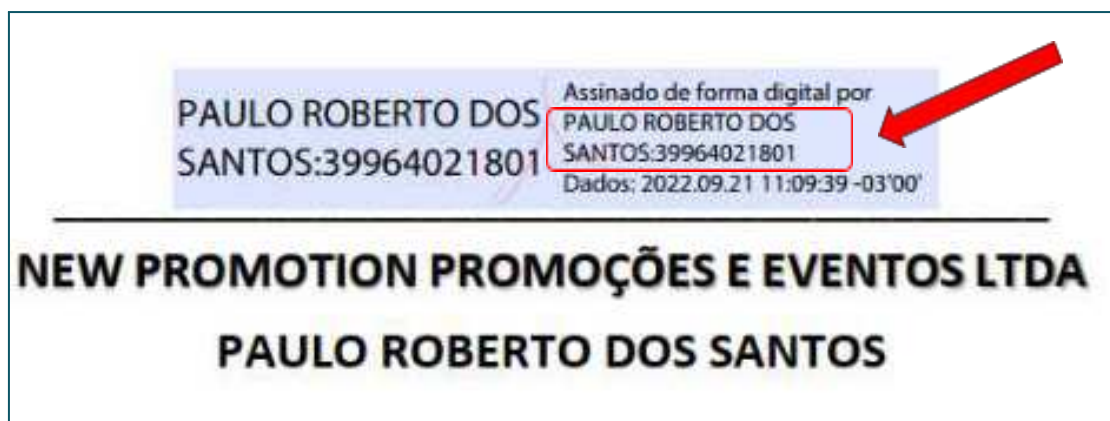 PAULO ROBERTO DOS
SANTOS:39964021801
Assinado de forma digital por
PAULO ROBERTO DOS
SANTOS:39964021801
Dados: 2022.09.21 11:09:39 -03'00'
NEW PROMOTION PROMOÇÕES E EVENTOS LTDA
PAULO ROBERTO DOS SANTOS